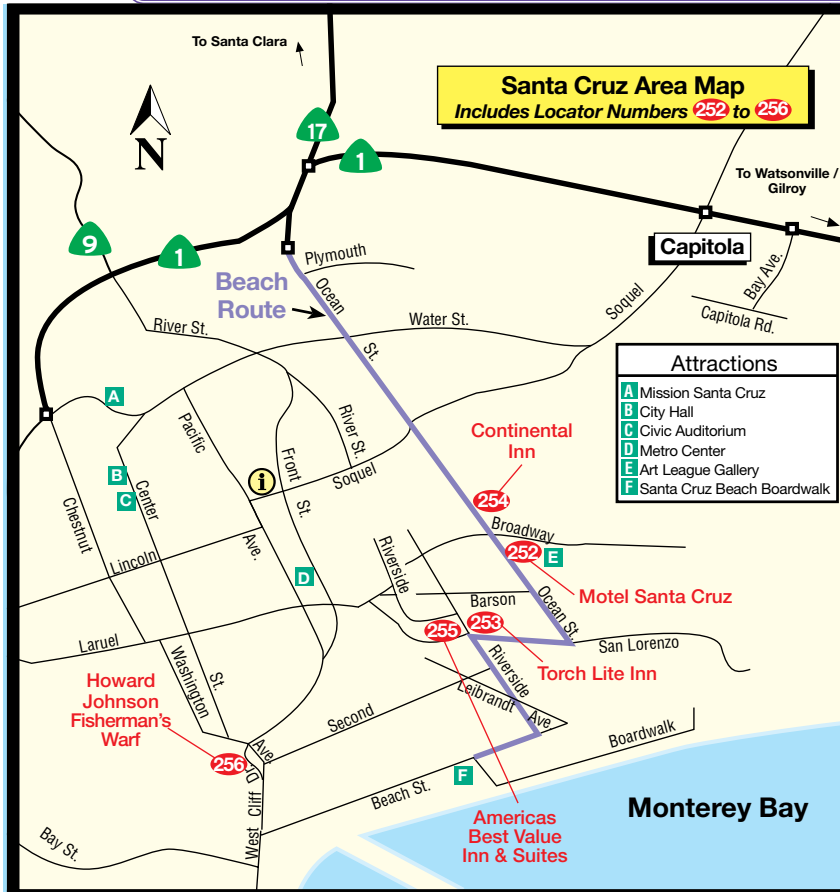 To Santa Clara
Santa Cruz Area Map
Includes Locator Numbers 252 to 256
N
17
1
To Watsonville /
Gilroy
9
1
Capitola
Plymouth
Beach
Route
Ocean
St.
Bay Ave.
Capitola Rd.
Soquel
River St.
Water St.
Attractions
A Mission Santa Cruz
B City Hall
C Civic Auditorium
D Metro Center
E Art League Gallery
F Santa Cruz Beach Boardwalk
A
Pacific
Ave.
River St.
Front
St.
Continental
Inn
B
C
Center
St.
i
Soquel
254
Chestnut
Broadway
252
E
Lincoln
D
Riverside
Motel Santa Cruz
Barson
Ocean St.
255
253
Laruel
San Lorenzo
Washington
Ave.
Riverside
Ave
Torch Lite Inn
Howard
Johnson
Fisherman's
Warf
Leibrandt
Second
Boardwalk
256
F
Beach St.
West Cliff Dr.
Americas
Best Value
Inn & Suites
Monterey Bay
Bay St.